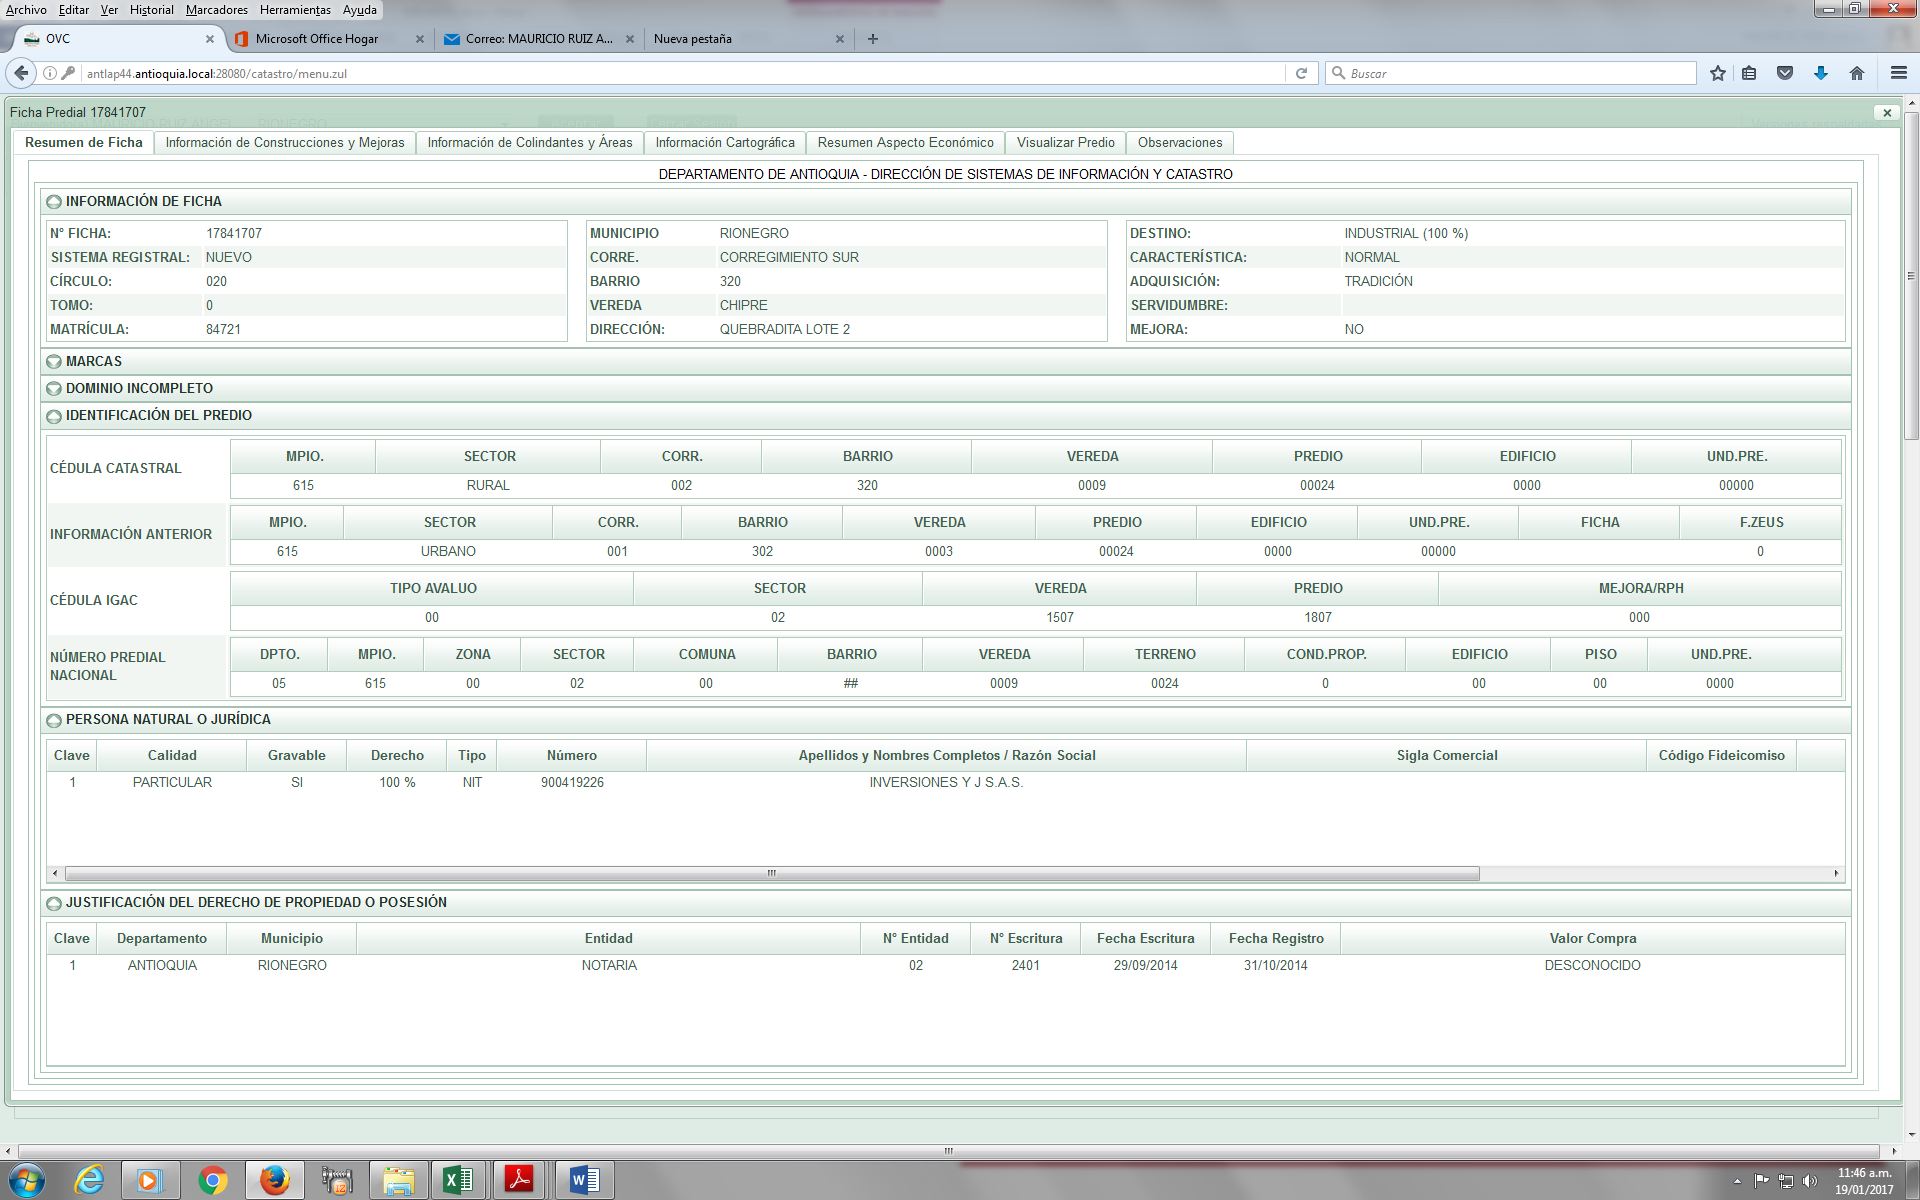 Archivo Editar Ver Historial Marcadores Herramientas Ayuda
OVC
Microsoft Office Hogar
Correo: MAURICIO RUIZ A...
Nueva pestaña
antlap44.antioquia.local:28080/catastro/menu.zul
Buscar
Ficha Predial 17841707
Resumen de Ficha Información de Construcciones y Mejoras Información de Colindantes y Áreas Información Cartográfica Resumen Aspecto Económico Visualizar Predio Observaciones
DEPARTAMENTO DE ANTIOQUIA - DIRECCIÓN DE SISTEMAS DE INFORMACIÓN Y CATASTRO
INFORMACIÓN DE FICHA
N° FICHA: 17841707 MUNICIPIO RIONEGRO DESTINO: INDUSTRIAL (100 %)
SISTEMA REGISTRAL: NUEVO CORRE. CORREGIMIENTO SUR CARACTERÍSTICA: NORMAL
CÍRCULO: 020 BARRIO 320 ADQUISICIÓN: TRADICIÓN
TOMO: 0 VEREDA CHIPRE SERVIDUMBRE:
MATRÍCULA: 84721 DIRECCIÓN: QUEBRADITA LOTE 2 MEJORA: NO
MARCAS
DOMINIO INCOMPLETO
IDENTIFICACIÓN DEL PREDIO
CÉDULA CATASTRAL
MPIO. SECTOR CORR. BARRIO VEREDA PREDIO EDIFICIO UND.PRE.
615 RURAL 002 320 0009 00024 0000 00000
INFORMACIÓN ANTERIOR
MPIO. SECTOR CORR. BARRIO VEREDA PREDIO EDIFICIO UND.PRE. FICHA F.ZEUS
615 URBANO 001 302 0003 00024 0000 00000 0
CÉDULA IGAC
TIPO AVALUO SECTOR VEREDA PREDIO MEJORA/RPH
00 02 1507 1807 000
NÚMERO PREDIAL NACIONAL
DPTO. MPIO. ZONA SECTOR COMUNA BARRIO VEREDA TERRENO COND.PROP. EDIFICIO PISO UND.PRE.
05 615 00 02 00 ## 0009 0024 0 00 00 0000
PERSONA NATURAL O JURÍDICA
Clave Calidad Gravable Derecho Tipo Número Apellidos y Nombres Completos / Razón Social Sigla Comercial Código Fideicomiso
1 PARTICULAR SI 100 % NIT 900419226 INVERSIONES Y J S.A.S.
JUSTIFICACIÓN DEL DERECHO DE PROPIEDAD O POSESIÓN
Clave Departamento Municipio Entidad N° Entidad N° Escritura Fecha Escritura Fecha Registro Valor Compra
1 ANTIOQUIA RIONEGRO NOTARIA 02 2401 29/09/2014 31/10/2014 DESCONOCIDO
11:46 a.m.
19/01/2017